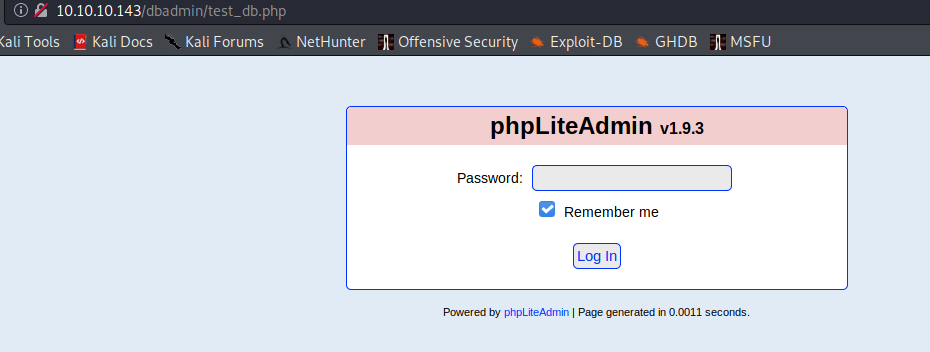 10.10.10.143/dbadmin/test_db.php
Kali Tools Kali Docs Kali Forums NetHunter Offensive Security Exploit-DB GHDB MSFU
phpLiteAdmin v1.9.3
Password:
Remember me
Log In
Powered by phpLiteAdmin | Page generated in 0.0011 seconds.